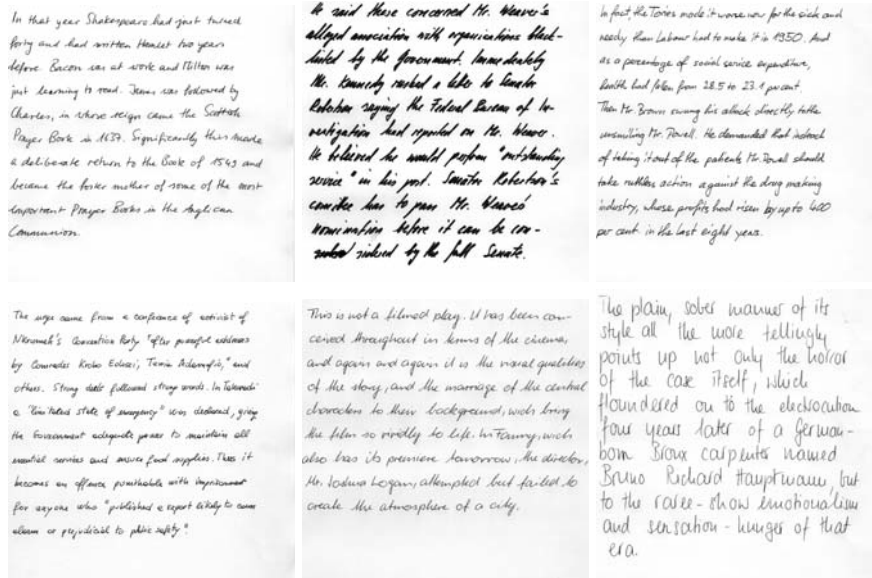 In that year Shakespeare had just turned
forty and had written Hamlet two years
before. Bacon was at work and Milton was
just learning to read. James was followed by
Charles, in whose reign came the Scottish
Prayer Book in 1637. Significantly this made
a deliberate return to the Book of 1549 and
became the foster mother of some of the most
important Prayer Books in the Anglican
Communion.
He said these concerned Mr. Weaver's
alleged association with organisations black-
listed by the Government. Immediately
Mr. Kennedy rushed a letter to Senator
Robertson saying the Federal Bureau of In-
vestigation had reported on Mr. Weaver.
He believed he would perform "outstanding
service" in his post. Senator Robertson's
comitee has to pass Mr. Weaver's
nomination before it can be con-
sidered by the full Senate.
In fact, the Tories made it worse now for the sick and
needy than Labour had to make it in 1950. And
as a percentage of social service expenditure,
health had fallen from 28.5 to 23.1 per cent.
Then Mr. Brown swung his attack directly to the
unsmiling Mr. Powell. He demanded that instead
of taking it out of the patients Mr. Powell should
take ruthless action against the drug making
industry, whose profits had risen by up to 400
per cent in the last eight years.
The urge came from a conference of activist of
Nkrumah's Convention Party "after powerful addresses
by Comrades Krobo Edusei, Tawia Adamafio," and
others. Strong deeds followed strong words. In Takoradi
a "limited state of emergency" was declared, giving
the Government adequate power to maintain all
essential services and ensure food supplies. Thus it
becomes an offence punishable with imprisonment
for anyone who "published a report likely to cause
alarm or prejudicial to public safety".
This is not a filmed play. It has been con-
ceived throughout in terms of the cinema,
and again and again it is the visual qualities
of the story, and the marriage of the central
characters to their background, wich bring
the film so vividly to life. In Fanny, wich
also has its premiere tomorrow, the director,
Mr. Joshua Logan, attempted but failed to
create the atmosphere of a city.
The plain, sober manner of its
style all the more tellingly
points up not only the horror
of the case itself, which
floundered on to the electrocution
four years later of a German-
born Bronx carpenter named
Bruno Richard Hauptmann, but
to the raree-show emotionalism
and sensation-hunger of that
era.